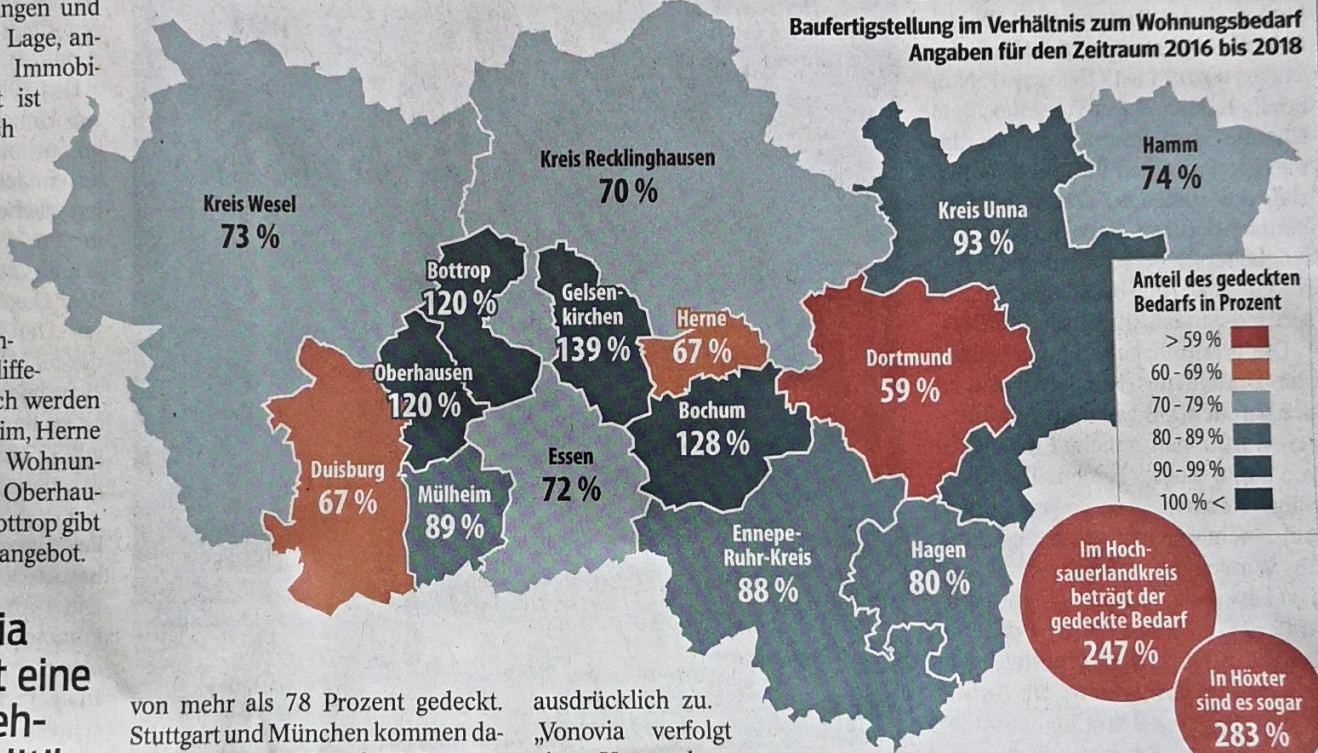 ngen und
Lage, an-
Immobi-
ist
Baufertigstellung im Verhältnis zum Wohnungsbedarf
Angaben für den Zeitraum 2016 bis 2018
Kreis Wesel
73 %
Kreis Recklinghausen
70 %
Kreis Unna
93 %
Hamm
74 %
Bottrop
120 %
Gelsen-
kirchen
139 %
Herne
67 %
Dortmund
59 %
Oberhausen
120 %
Bochum
128 %
Duisburg
67 %
Mülheim
89 %
Essen
72 %
Ennepe-
Ruhr-Kreis
88 %
Hagen
80 %
Anteil des gedeckten
Bedarfs in Prozent
> 59 %
60 - 69 %
70 - 79 %
80 - 89 %
90 - 99 %
100 % <
Im Hoch-
sauerlandkreis
beträgt der
gedeckte Bedarf
247 %
In Höxter
sind es sogar
283 %
n-
iffe-
ch werden
im, Herne
Wohnun-
Oberhau-
ottrop gibt
angebot.
ia
t eine
eh-
von mehr als 78 Prozent gedeckt.
Stuttgart und München kommen da-
ausdrücklich zu.
„Vonovia verfolgt